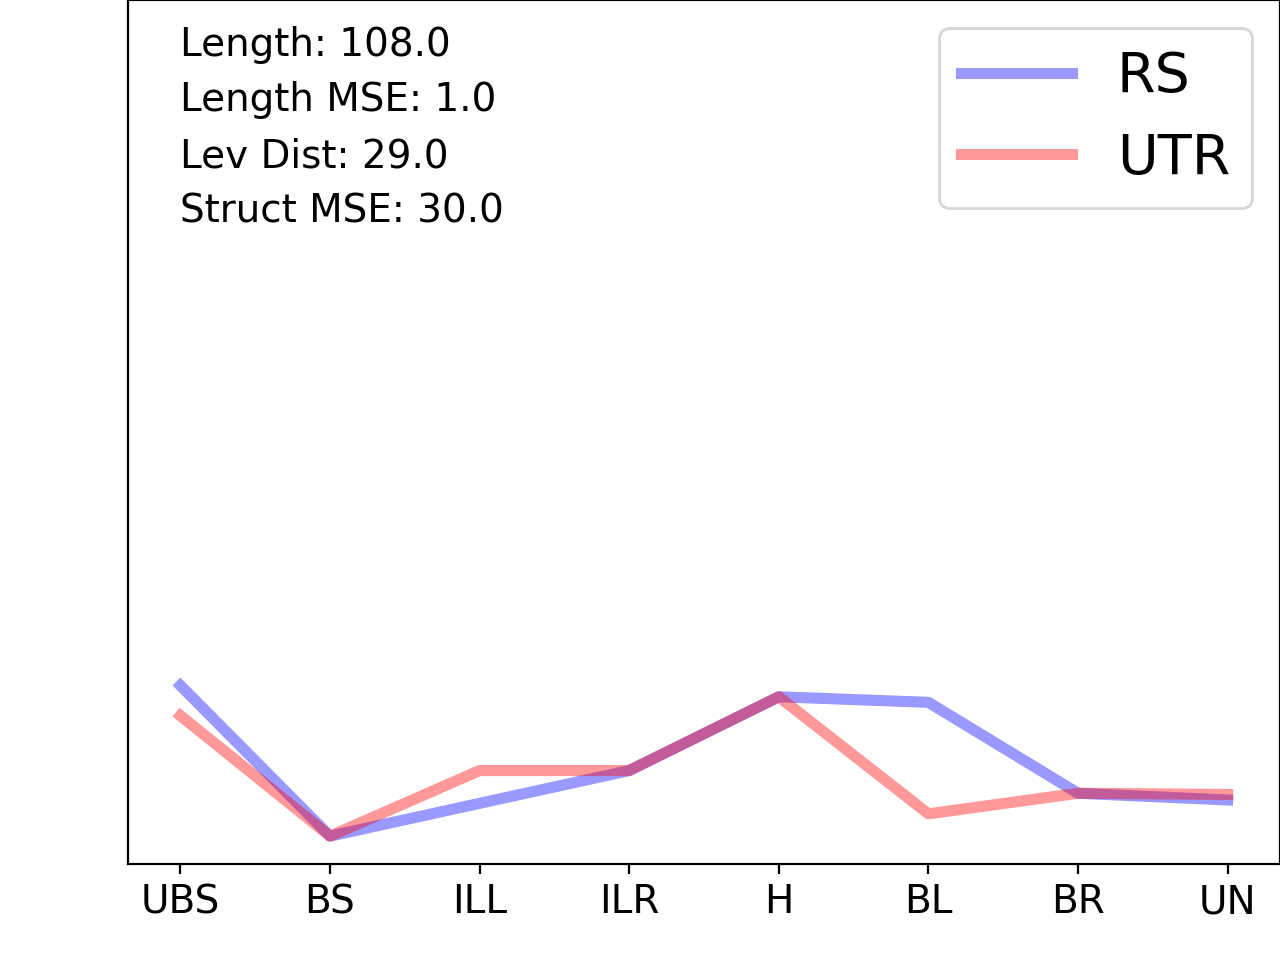 Length: 108.0
Length MSE: 1.0
Lev Dist: 29.0
Struct MSE: 30.0
RS
UTR
UBS BS ILL ILR H BL BR UN